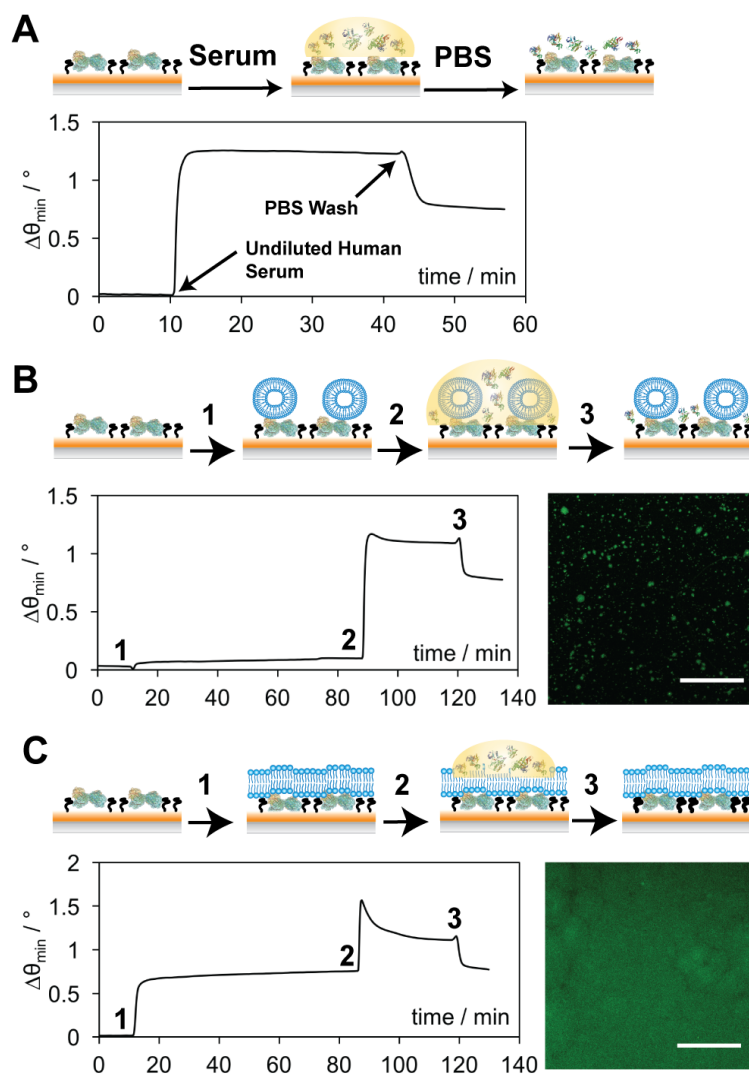 A
Serum
PBS
1.5
1
0.5
0
Δθmin / °
PBS Wash
Undiluted Human
Serum
time / min
0 10 20 30 40 50 60
B
1 2 3
1.5
1
0.5
0
Δθmin / °
1
2
3
time / min
0 20 40 60 80 100 120 140
C
1 2 3
2
1.5
1
0.5
0
Δθmin / °
1
2
3
time / min
0 20 40 60 80 100 120 140